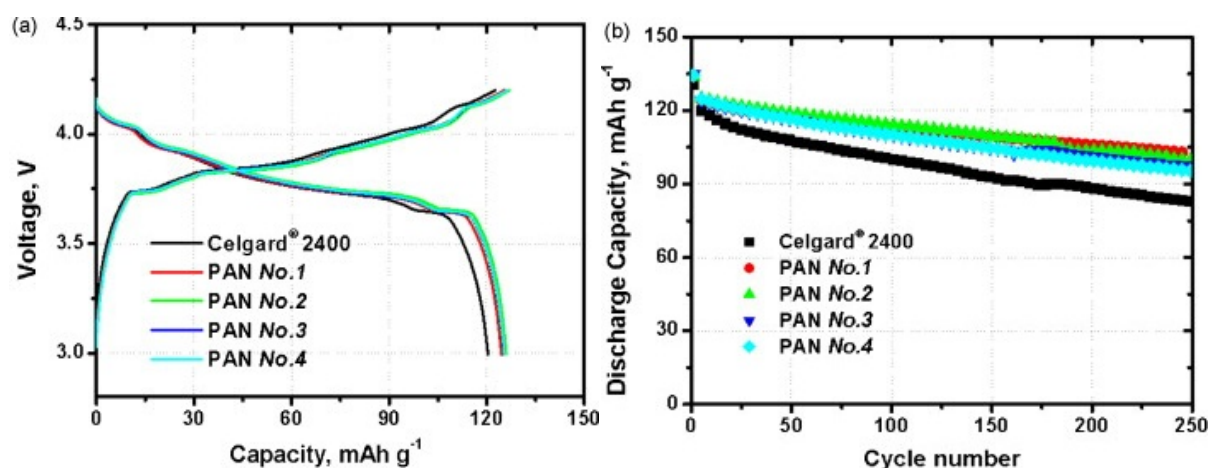 (a)
4.5
4.0
3.5
3.0
Voltage, V
Celgard® 2400
PAN No.1
PAN No.2
PAN No.3
PAN No.4
0 30 60 90 120 150
Capacity, mAh g⁻¹
(b)
150
120
90
60
30
0
Discharge Capacity, mAh g⁻¹
Celgard® 2400
PAN No.1
PAN No.2
PAN No.3
PAN No.4
0 50 100 150 200 250
Cycle number